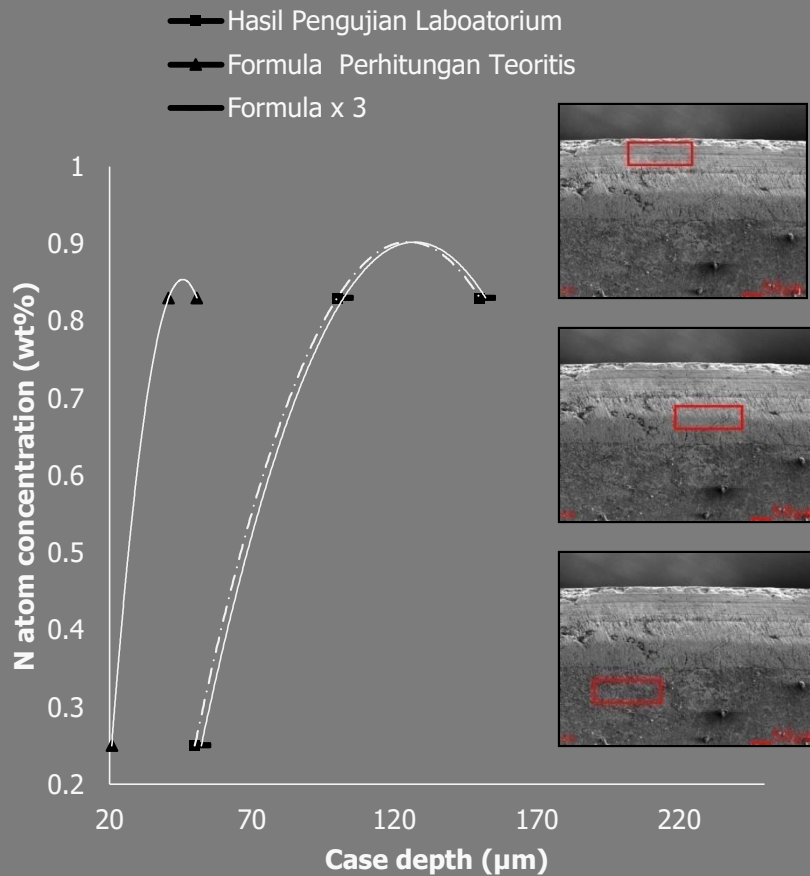 Hasil Pengujian Laboatorium
Formula Perhitungan Teoritis
Formula x 3
N atom concentration (wt%)
1
0.9
0.8
0.7
0.6
0.5
0.4
0.3
0.2
20 70 120 170 220
Case depth (µm)